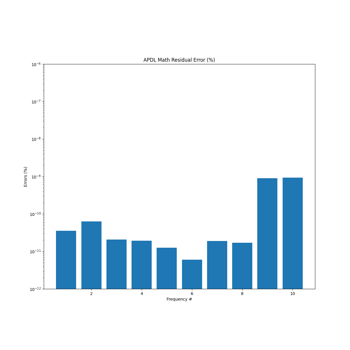 APDL Math Residual Error (%)
10⁻⁶
10⁻⁷
10⁻⁸
10⁻⁹
10⁻¹⁰
10⁻¹¹
10⁻¹²
Errors (%)
2 4 6 8 10
Frequency #